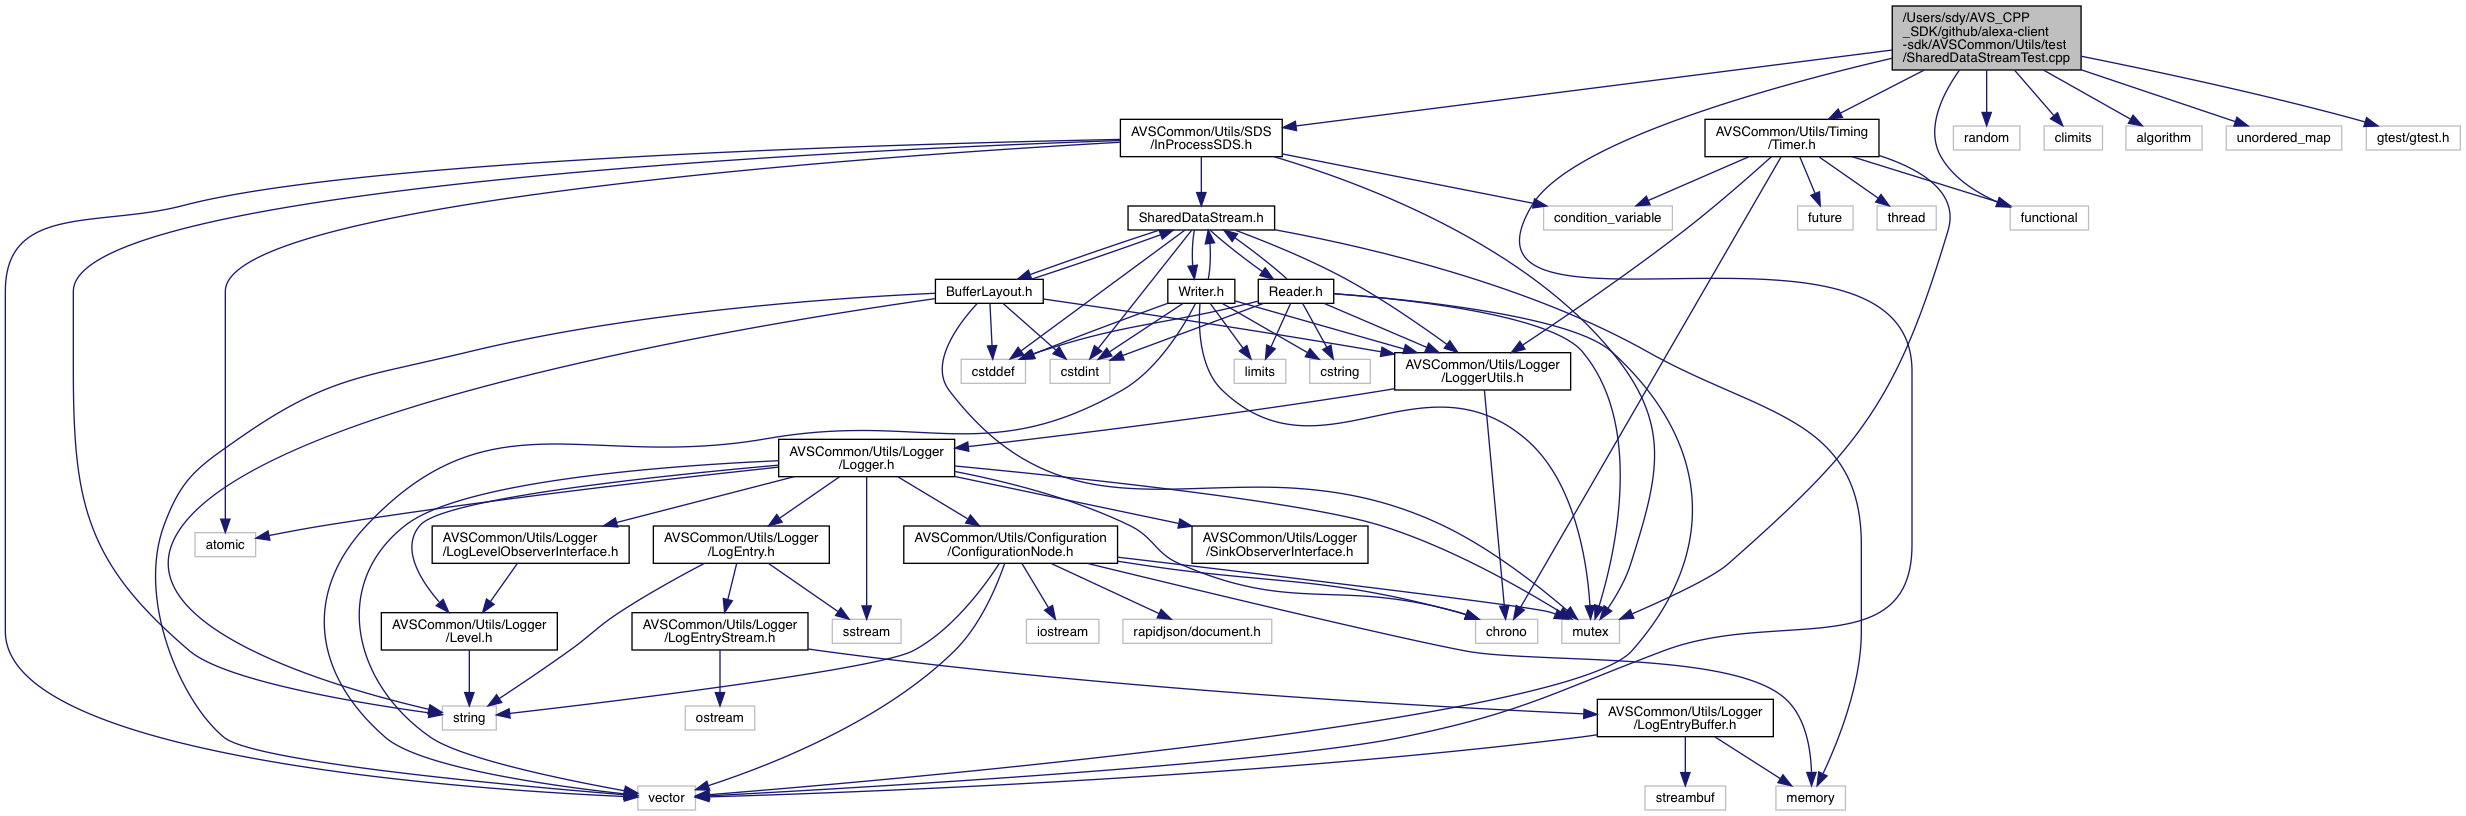 /Users/sdy/AVS_CPP
_SDK/github/alexa-client
-sdk/AVSCommon/Utils/test
/SharedDataStreamTest.cpp
AVSCommon/Utils/SDS
/InProcessSDS.h
AVSCommon/Utils/Timing
/Timer.h
random
climits
algorithm
unordered_map
gtest/gtest.h
SharedDataStream.h
condition_variable
future
thread
functional
BufferLayout.h
Writer.h
Reader.h
cstddef
cstdint
limits
cstring
AVSCommon/Utils/Logger
/LoggerUtils.h
AVSCommon/Utils/Logger
/Logger.h
atomic
AVSCommon/Utils/Logger
/LogLevelObserverInterface.h
AVSCommon/Utils/Logger
/LogEntry.h
AVSCommon/Utils/Configuration
/ConfigurationNode.h
AVSCommon/Utils/Logger
/SinkObserverInterface.h
AVSCommon/Utils/Logger
/Level.h
AVSCommon/Utils/Logger
/LogEntryStream.h
sstream
iostream
rapidjson/document.h
chrono
mutex
string
ostream
AVSCommon/Utils/Logger
/LogEntryBuffer.h
vector
streambuf
memory